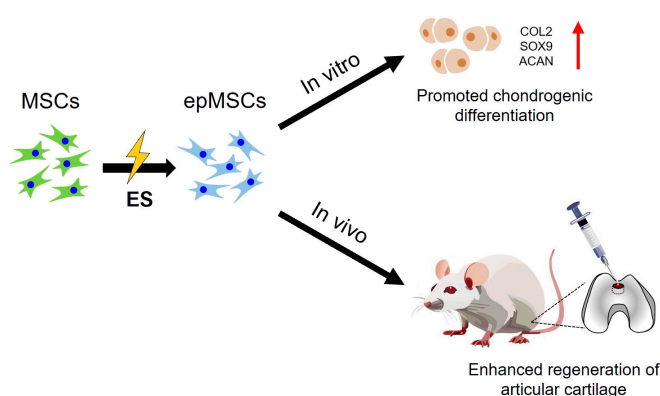 MSCs
ES
epMSCs
In vitro
COL2
SOX9
ACAN
Promoted chondrogenic
differentiation
In vivo
Enhanced regeneration of
articular cartilage